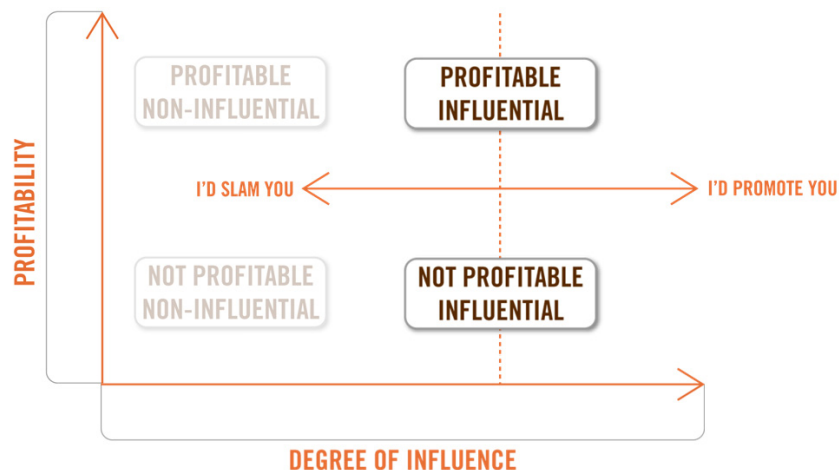 PROFITABLE
NON-INFLUENTIAL
PROFITABLE
INFLUENTIAL
PROFITABILITY
I'D SLAM YOU
I'D PROMOTE YOU
NOT PROFITABLE
NON-INFLUENTIAL
NOT PROFITABLE
INFLUENTIAL
DEGREE OF INFLUENCE